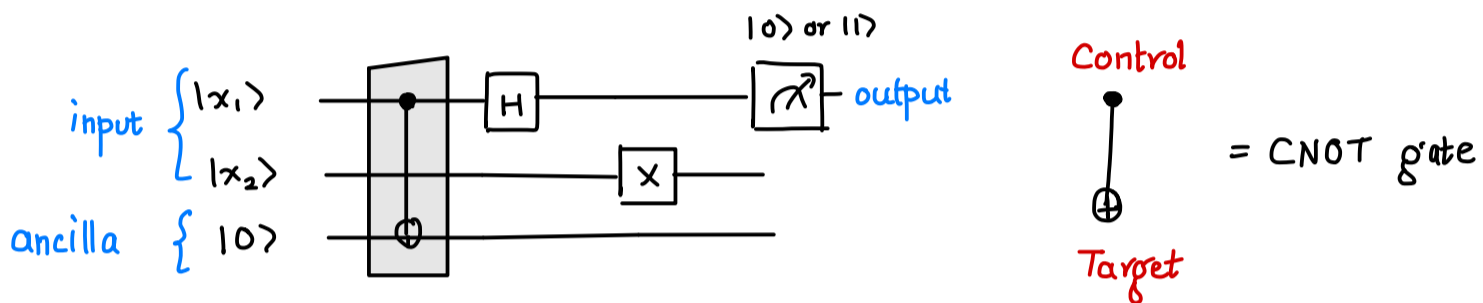 |0⟩ or |1⟩
input { |x₁⟩
|x₂⟩
ancilla { |0⟩
H
X
output
Control
= CNOT gate
Target